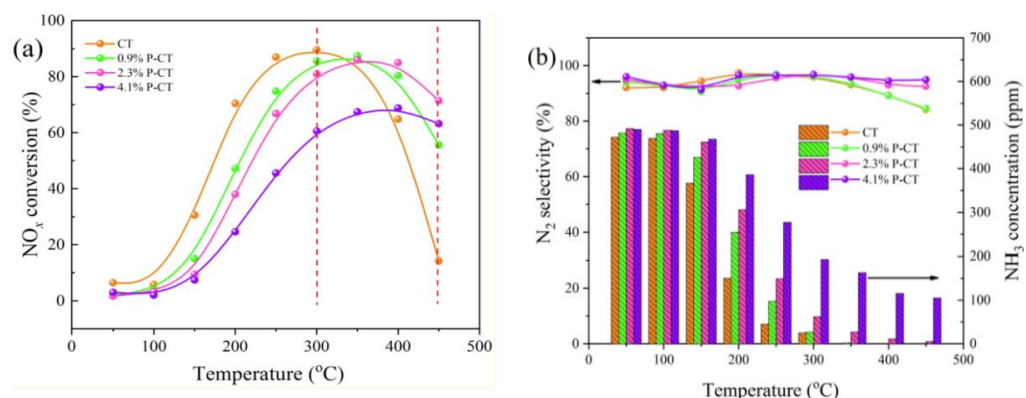 (a)
CT
0.9% P-CT
2.3% P-CT
4.1% P-CT
NOx conversion (%)
100
80
60
40
20
0
0 100 200 300 400 500
Temperature (°C)
(b)
N2 selectivity (%)
100
80
60
40
20
0
CT
0.9% P-CT
2.3% P-CT
4.1% P-CT
700
600
500
400
300
200
100
0
NH3 concentration (ppm)
0 100 200 300 400 500
Temperature (°C)